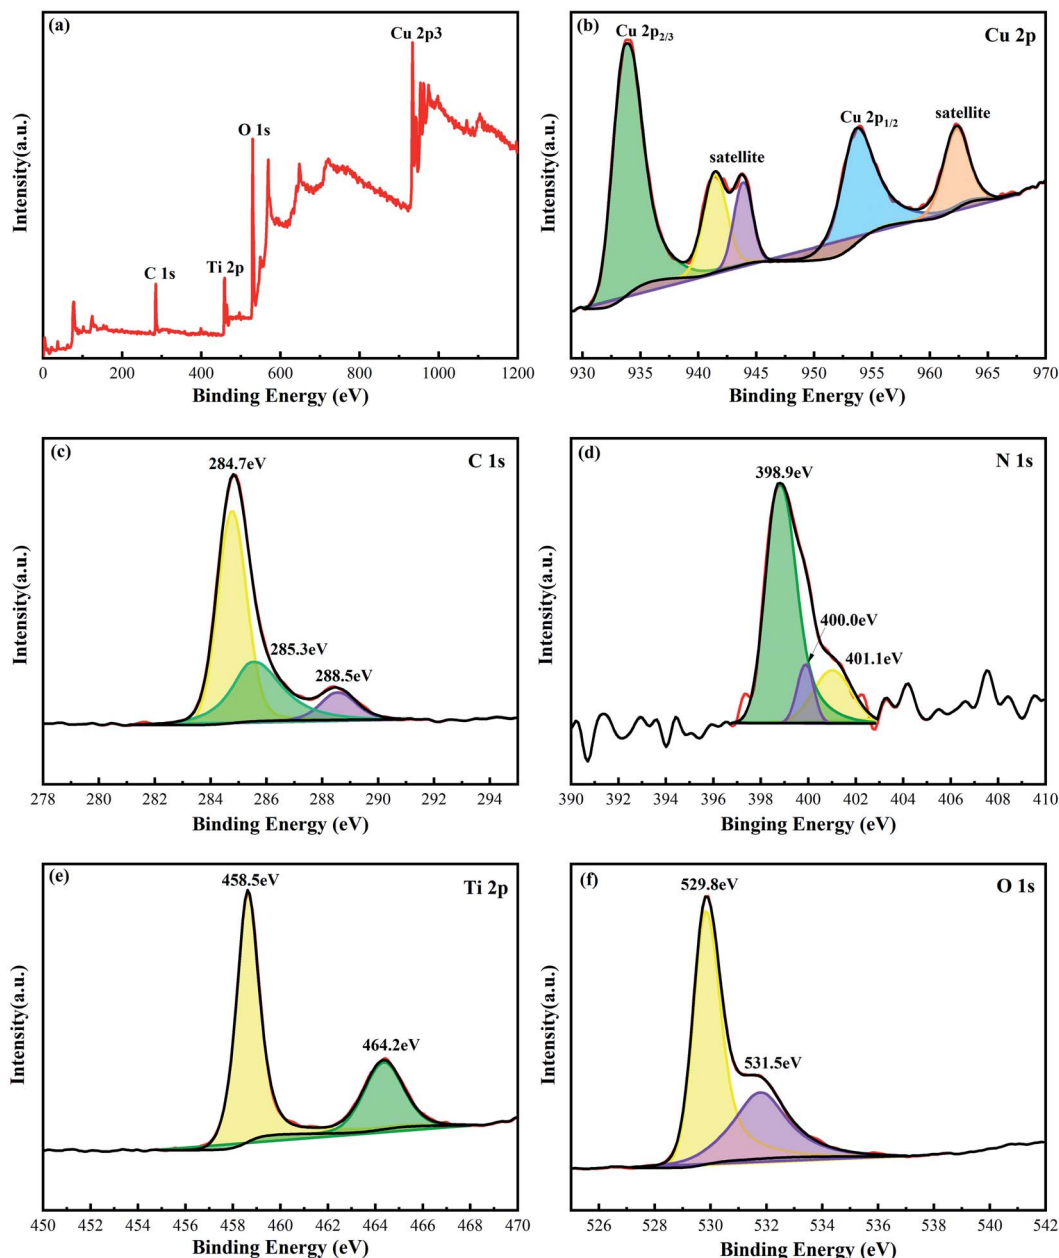 (a)
Cu 2p3
O 1s
Ti 2p
C 1s
Intensity(a.u.)
0 200 400 600 800 1000 1200
Binding Energy (eV)
(b)
Cu 2p
Cu 2p2/3
satellite
Cu 2p1/2
satellite
Intensity(a.u.)
930 935 940 945 950 955 960 965 970
Binding Energy (eV)
(c)
C 1s
284.7eV
285.3eV
288.5eV
Intensity(a.u.)
278 280 282 284 286 288 290 292 294
Binding Energy (eV)
(d)
N 1s
398.9eV
400.0eV
401.1eV
Intensity(a.u.)
390 392 394 396 398 400 402 404 406 408 410
Binging Energy (eV)
(e)
Ti 2p
458.5eV
464.2eV
Intensity(a.u.)
450 452 454 456 458 460 462 464 466 468 470
Binding Energy (eV)
(f)
O 1s
529.8eV
531.5eV
Intensity(a.u.)
526 528 530 532 534 536 538 540 542
Binding Energy (eV)